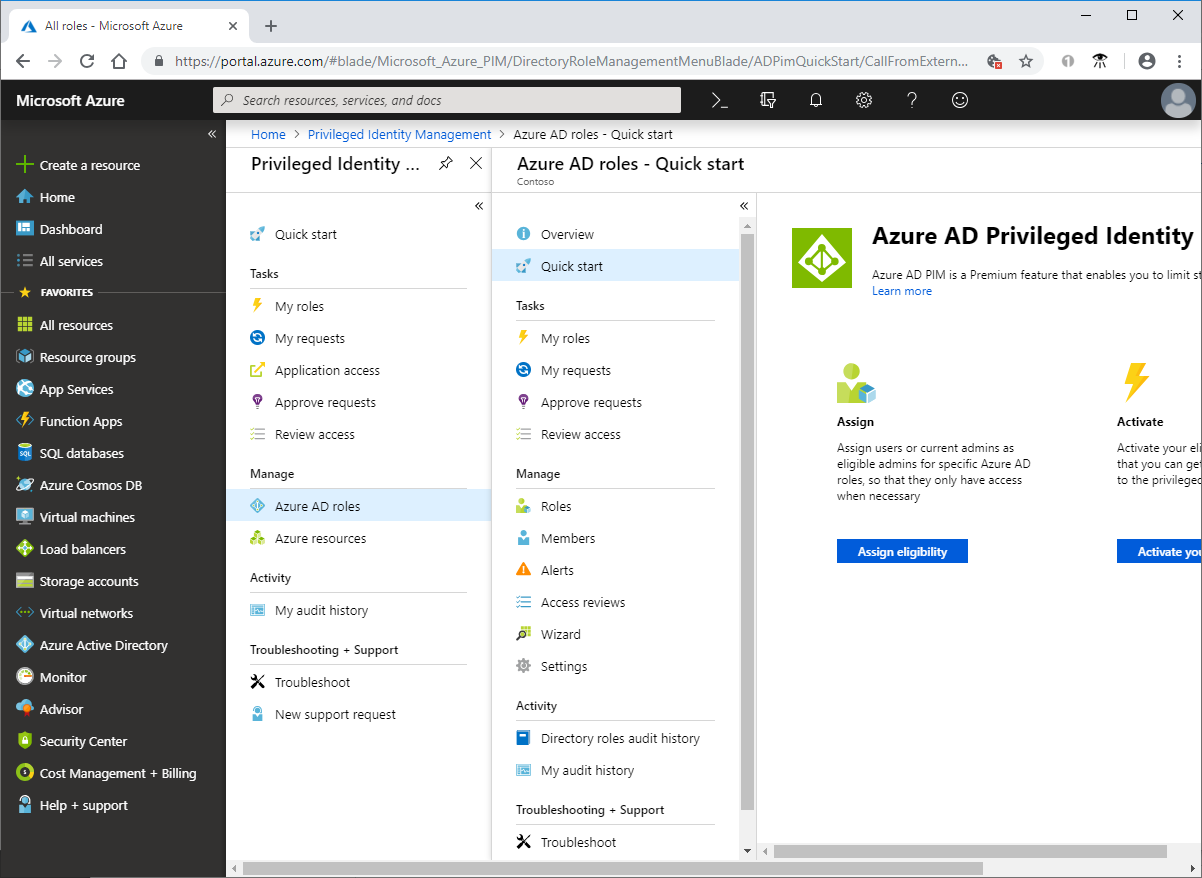 All roles - Microsoft Azure
https://portal.azure.com/#blade/Microsoft_Azure_PIM/DirectoryRoleManagementMenuBlade/ADPimQuickStart/CallFromExtern...
Microsoft Azure
Search resources, services, and docs
Home > Privileged Identity Management > Azure AD roles - Quick start
Create a resource
Home
Dashboard
All services
FAVORITES
All resources
Resource groups
App Services
Function Apps
SQL databases
Azure Cosmos DB
Virtual machines
Load balancers
Storage accounts
Virtual networks
Azure Active Directory
Monitor
Advisor
Security Center
Cost Management + Billing
Help + support
Privileged Identity ...
Quick start
Tasks
My roles
My requests
Application access
Approve requests
Review access
Manage
Azure AD roles
Azure resources
Activity
My audit history
Troubleshooting + Support
Troubleshoot
New support request
Azure AD roles - Quick start
Contoso
Overview
Quick start
Tasks
My roles
My requests
Approve requests
Review access
Manage
Roles
Members
Alerts
Access reviews
Wizard
Settings
Activity
Directory roles audit history
My audit history
Troubleshooting + Support
Troubleshoot
Azure AD Privileged Identity
Azure AD PIM is a Premium feature that enables you to limit st
Learn more
Assign
Assign users or current admins as
eligible admins for specific Azure AD
roles, so that they only have access
when necessary
Assign eligibility
Activate
Activate your eli
that you can get
to the privileged
Activate you